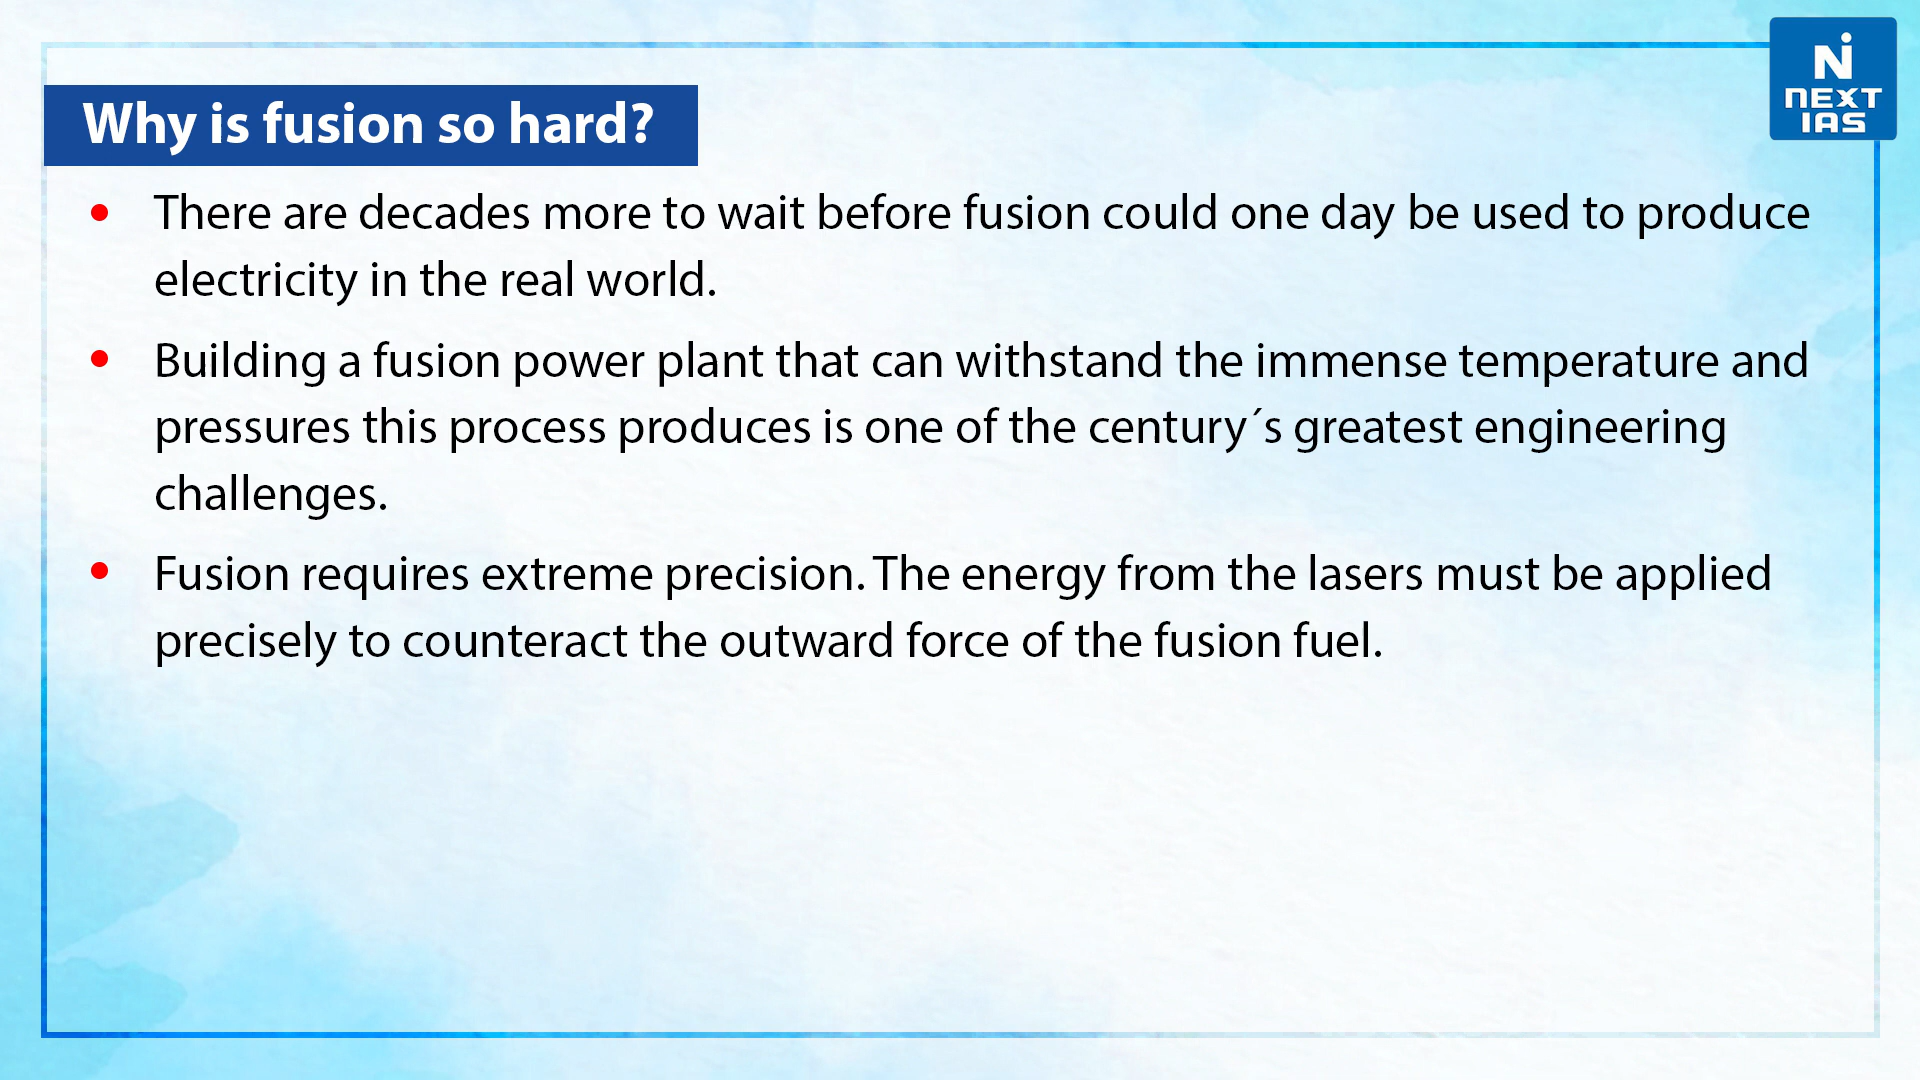 Why is fusion so hard?
N
NEXT
IAS
• There are decades more to wait before fusion could one day be used to produce
electricity in the real world.
• Building a fusion power plant that can withstand the immense temperature and
pressures this process produces is one of the century´s greatest engineering
challenges.
• Fusion requires extreme precision. The energy from the lasers must be applied
precisely to counteract the outward force of the fusion fuel.